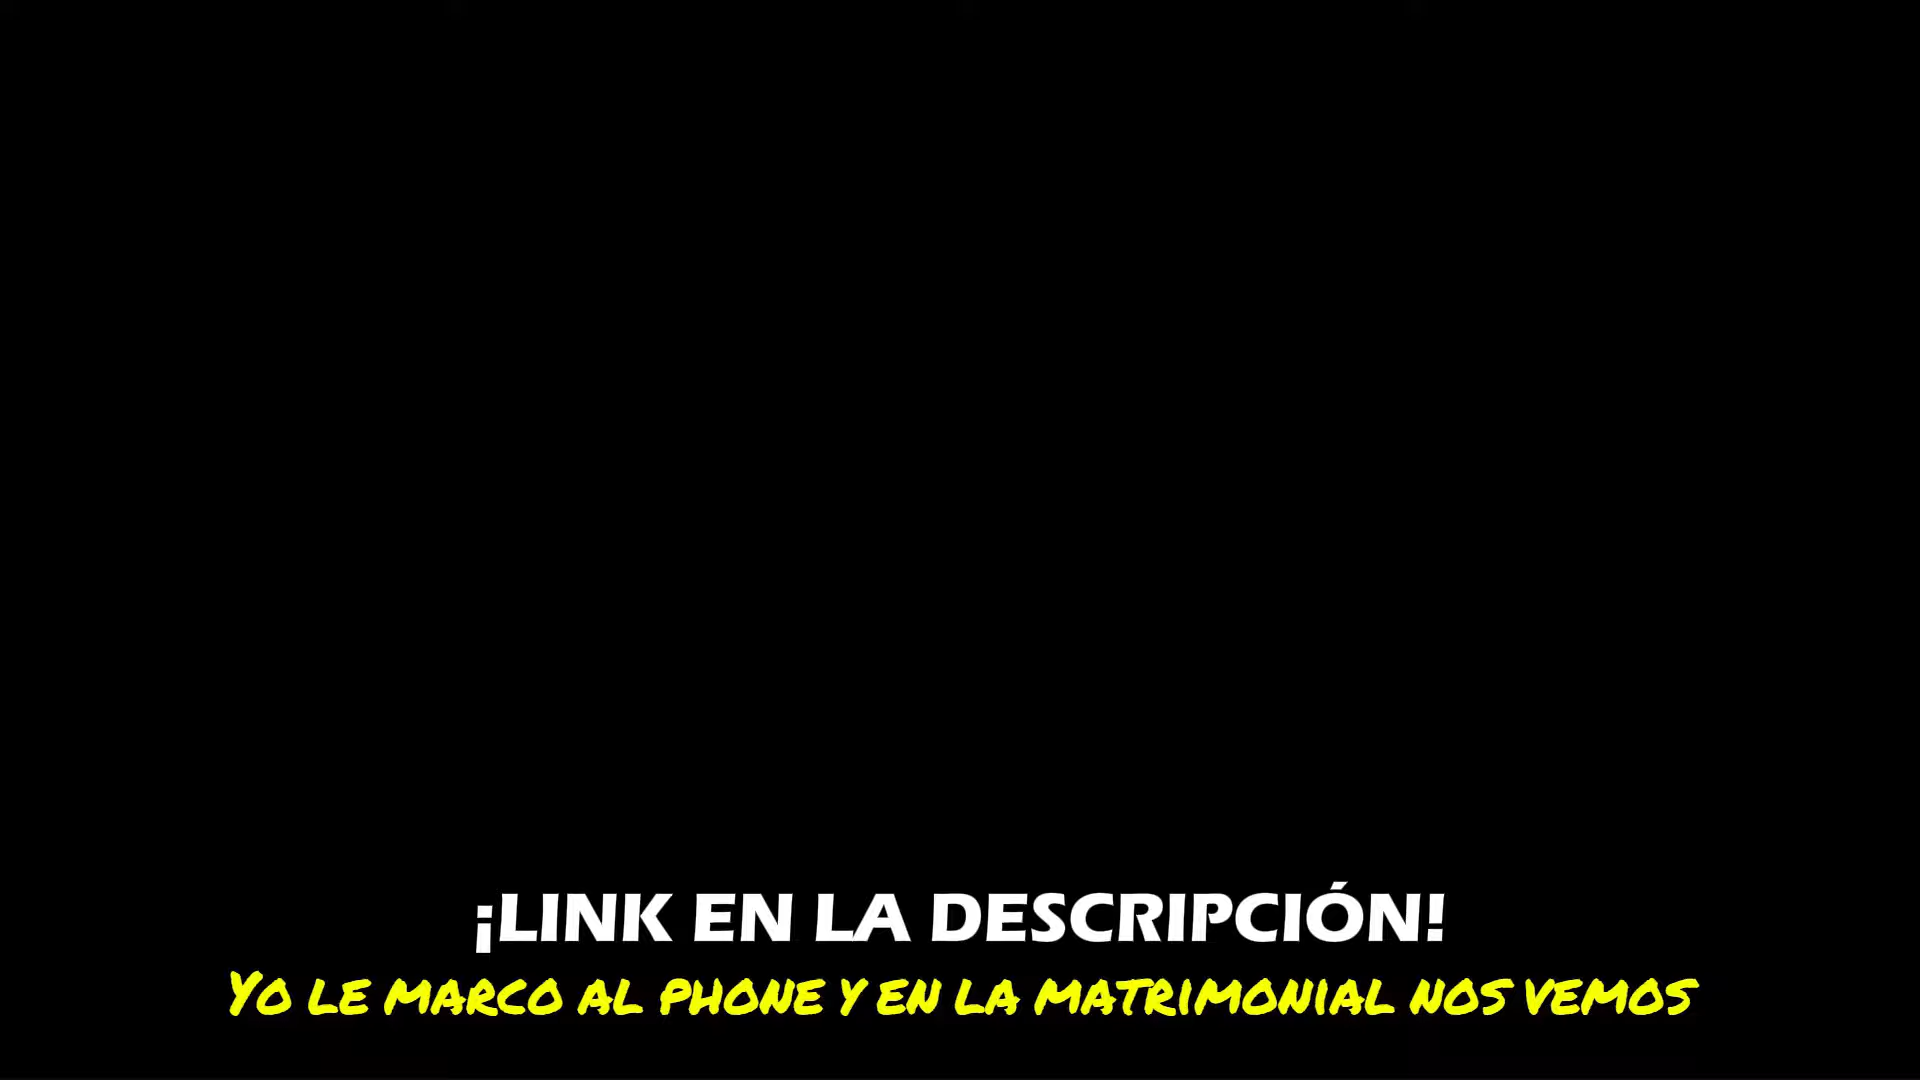 ¡LINK EN LA DESCRIPCIÓN!
Yo le marco al phone y en la matrimonial nos vemos